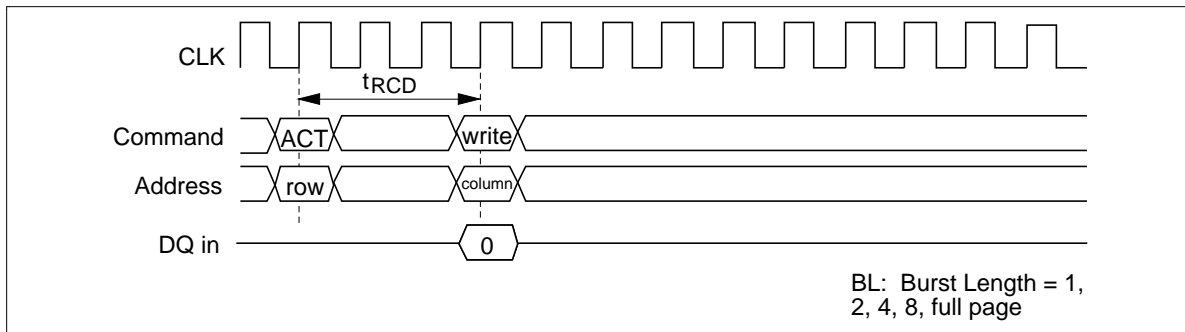 CLK
tRCD
Command ACT write
Address row column
DQ in 0
BL: Burst Length = 1,
2, 4, 8, full page